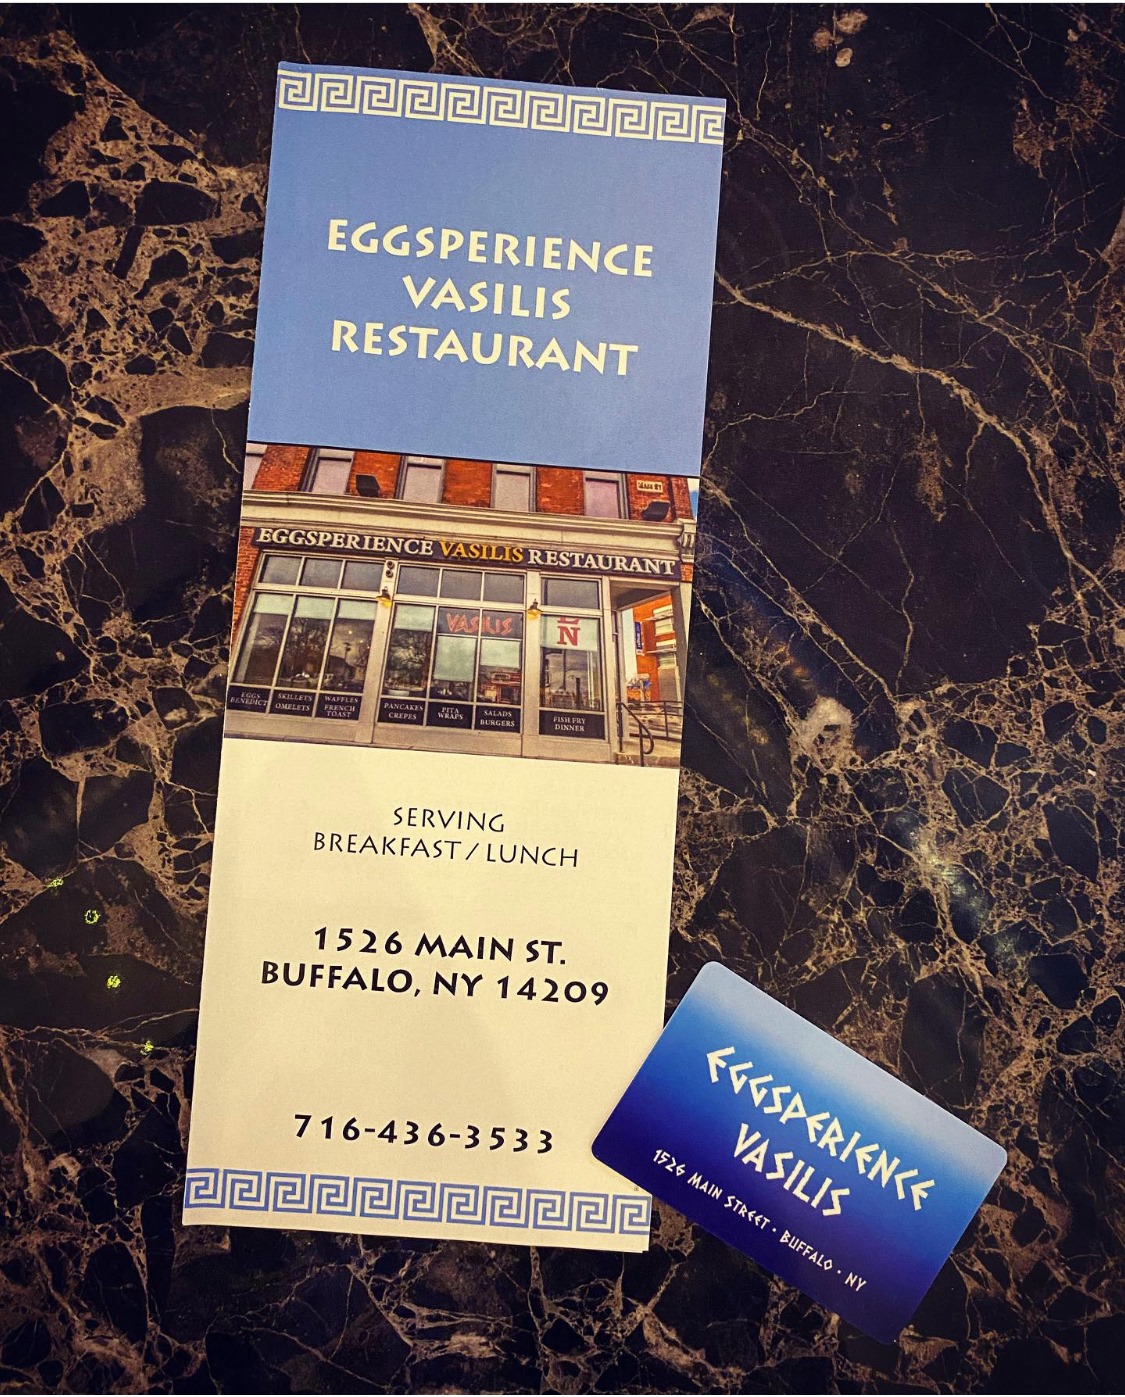 EGGSPERIENCE
VASILIS
RESTAURANT
MAIN ST
EGGSPERIENCE VASILIS RESTAURANT
VASILIS
EGGS
BENEDICT
SKILLETS
OMELETS
WAFFLES
FRENCH
TOAST
PANCAKES
CREPES
PITA
WRAPS
SALADS
BURGERS
FISH FRY
DINNER
SERVING
BREAKFAST / LUNCH
1526 MAIN ST.
BUFFALO, NY 14209
716-436-3533
EGGSPERIENCE
VASILIS
1526 MAIN STREET • BUFFALO • NY